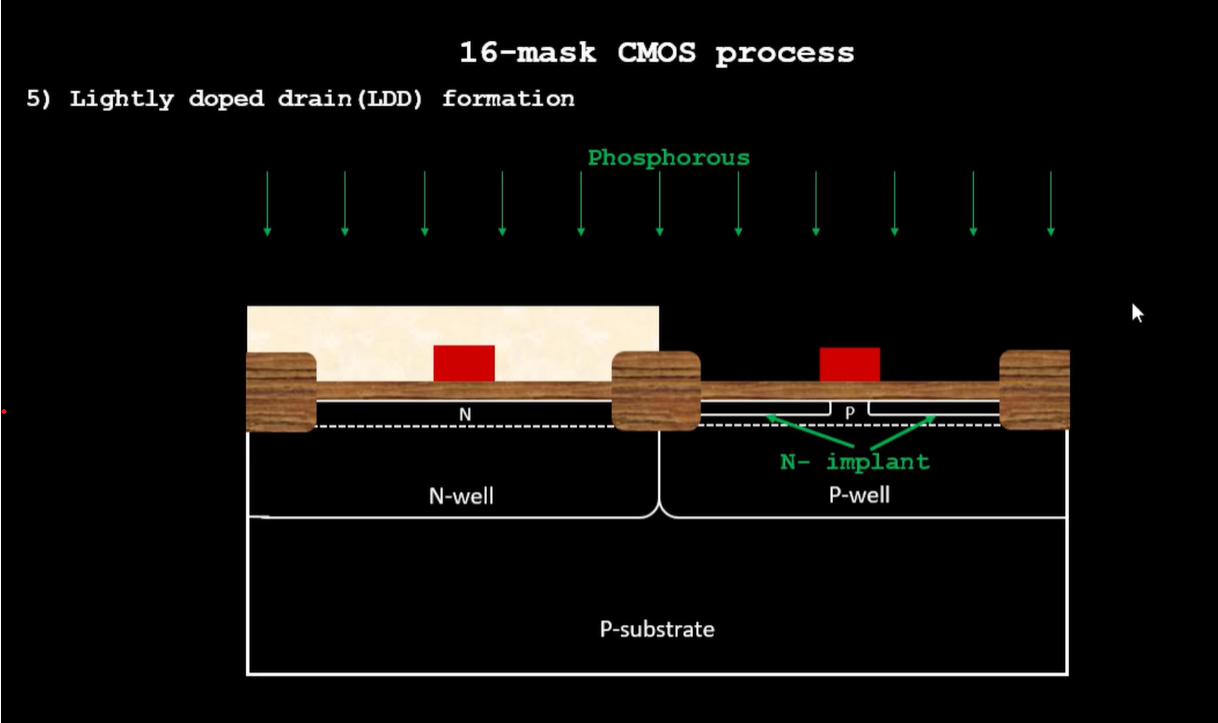 16-mask CMOS process
5) Lightly doped drain(LDD) formation
Phosphorous
N
P
N- implant
N-well
P-well
P-substrate